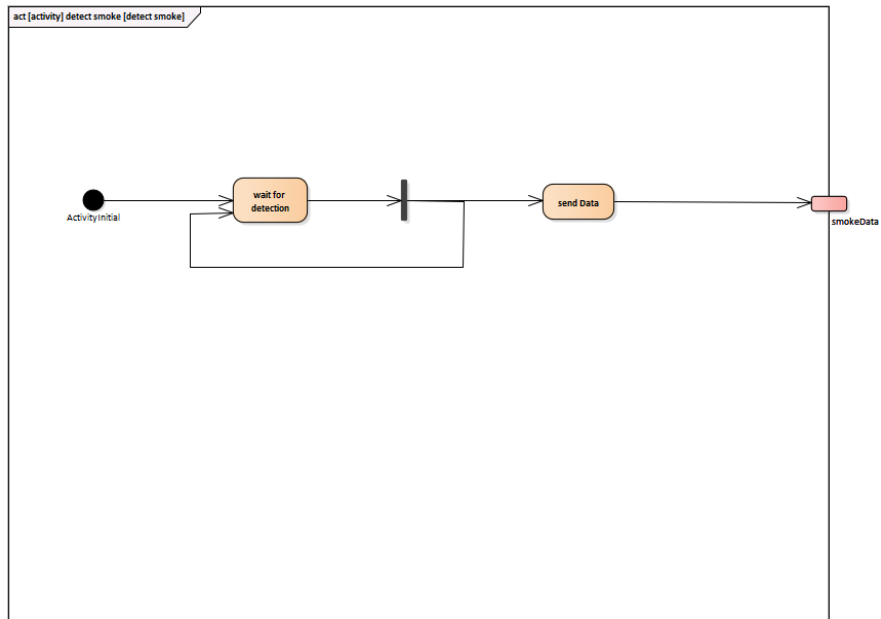 act [activity] detect smoke [detect smoke]
wait for
detection
ActivityInitial
send Data
smokeData